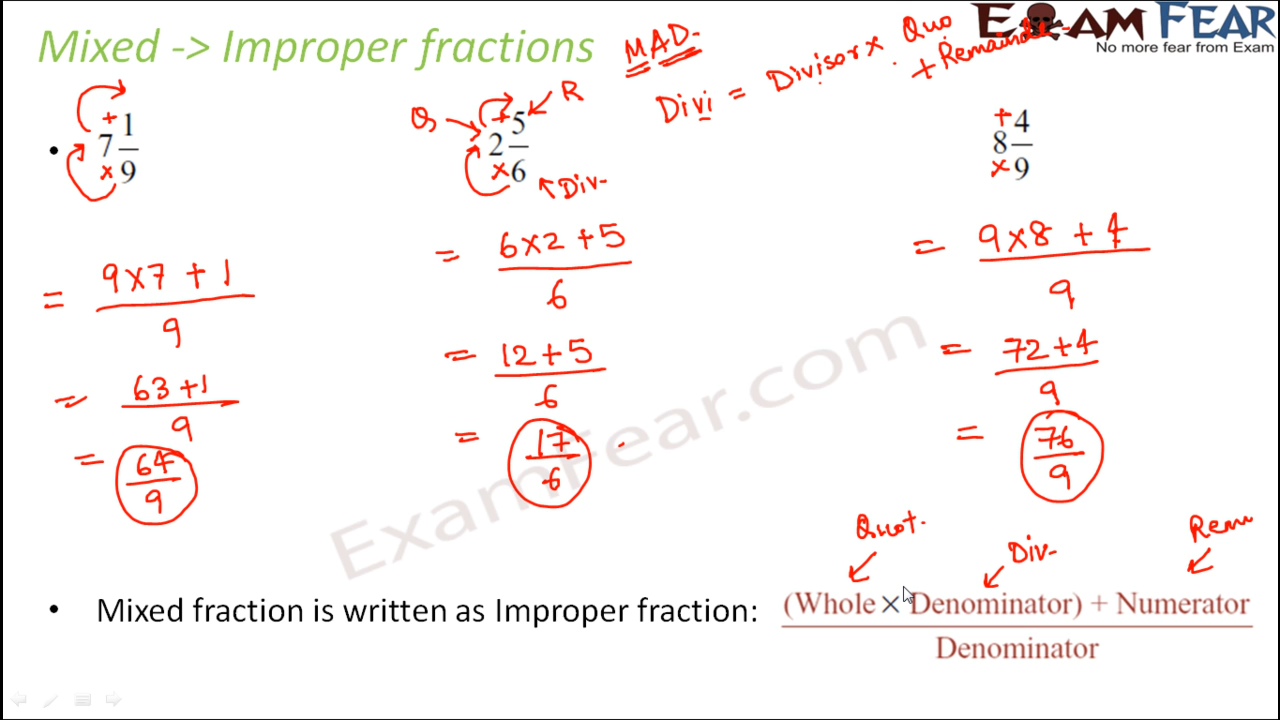 Mixed -> Improper fractions
MAD.
Divi = Divisor x Quo
+ Remainder
EXAM FEAR
No more fear from Exam
• 7 1/9
+
x
Q
R
2 5/6
+
x
Div-
8 4/9
+
x
= (9x7 + 1)/9
= (63+1)/9
= 64/9
= (6x2 + 5)/6
= (12+5)/6
= 17/6
= (9x8 + 4)/9
= (72+4)/9
= 76/9
ExamFear.com
Quot.
Div-
Rem
• Mixed fraction is written as Improper fraction: (Whole × Denominator) + Numerator
Denominator